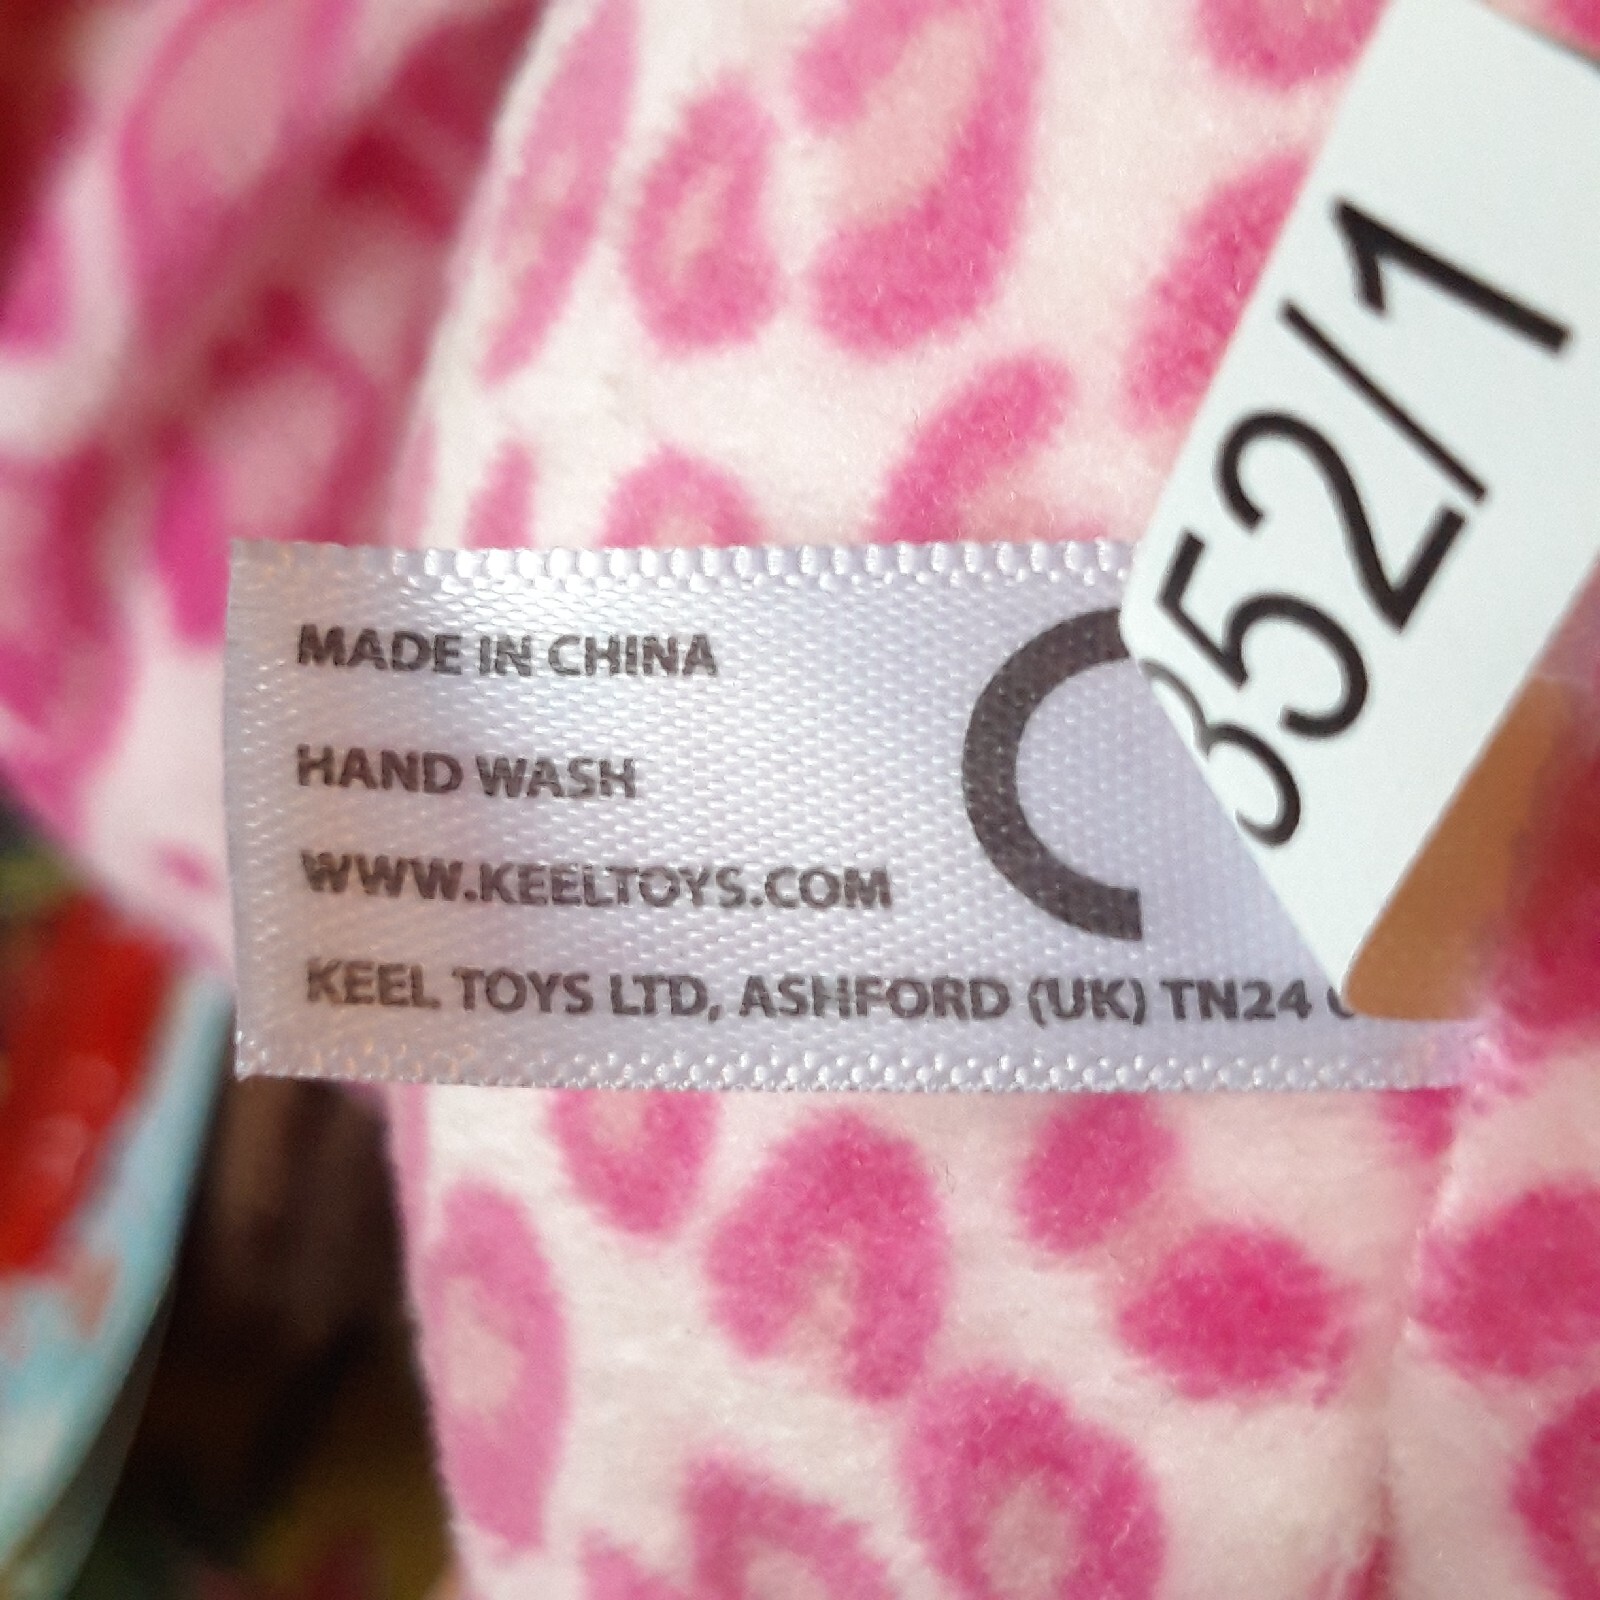 MADE IN CHINA
HAND WASH
WWW.KEELTOYS.COM
KEEL TOYS LTD, ASHFORD (UK) TN24
352/1